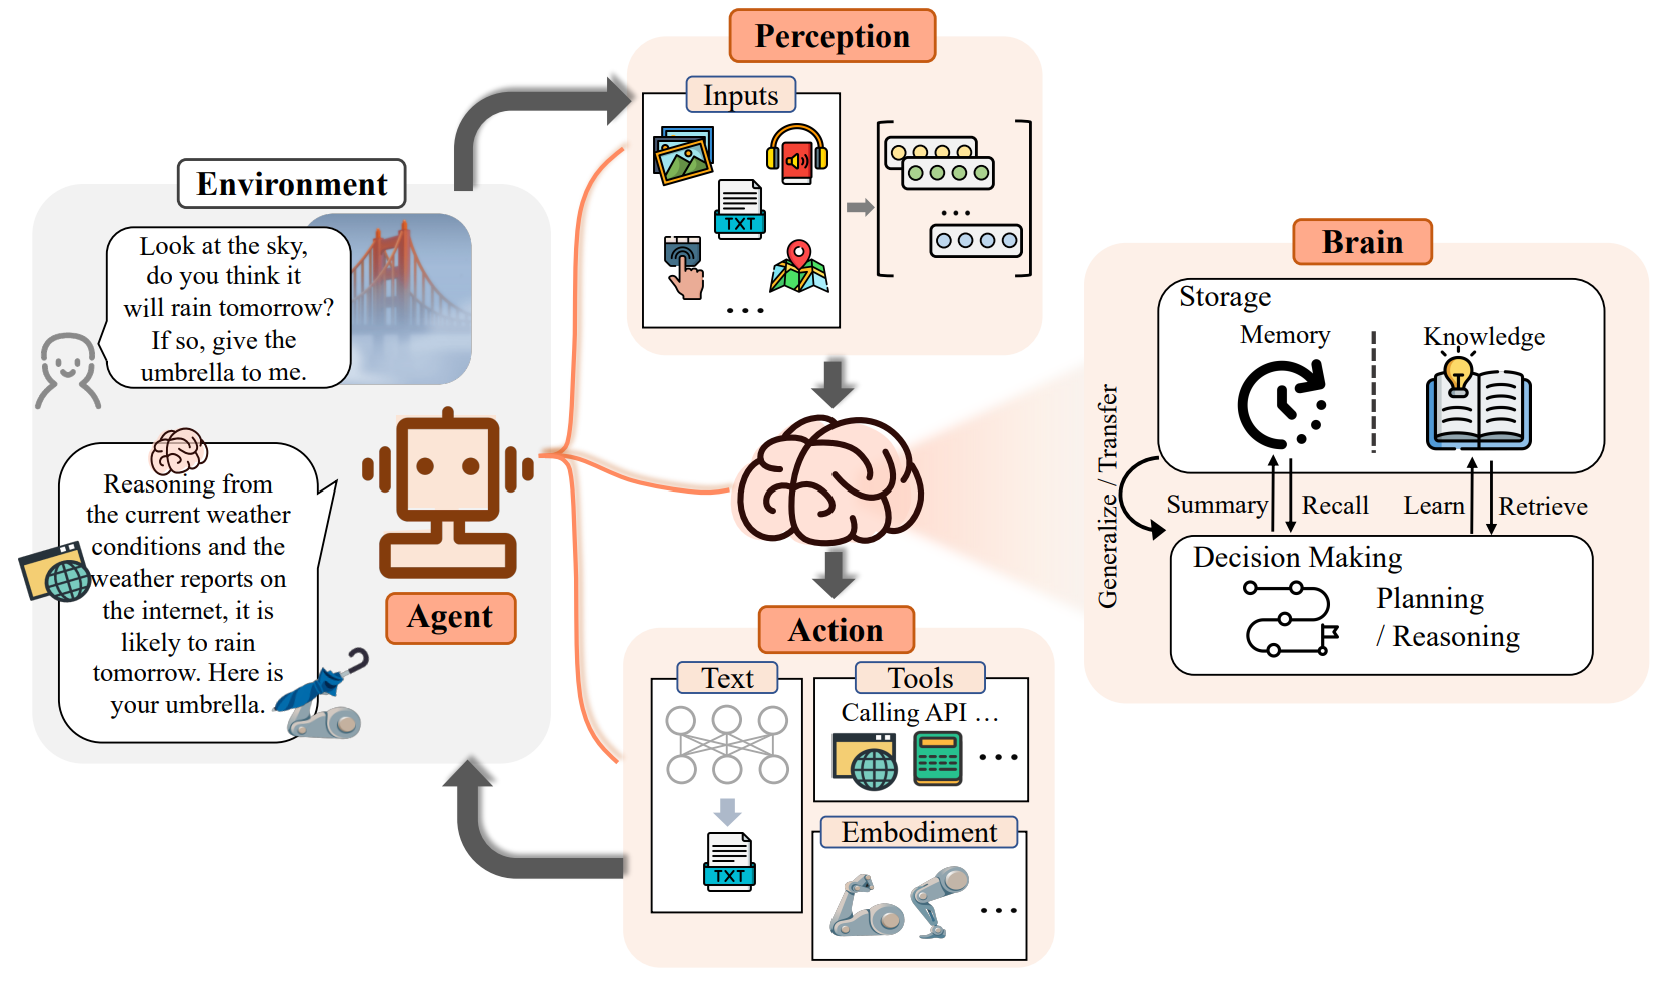 Environment
Look at the sky,
do you think it
will rain tomorrow?
If so, give the
umbrella to me.
Reasoning from
the current weather
conditions and the
weather reports on
the internet, it is
likely to rain
tomorrow. Here is
your umbrella.
Agent
Perception
Inputs
TXT
...
...
Action
Text
TXT
Tools
Calling API ...
...
Embodiment
...
Brain
Storage
Memory
Knowledge
Generalize / Transfer
Summary
Recall
Learn
Retrieve
Decision Making
Planning
/ Reasoning